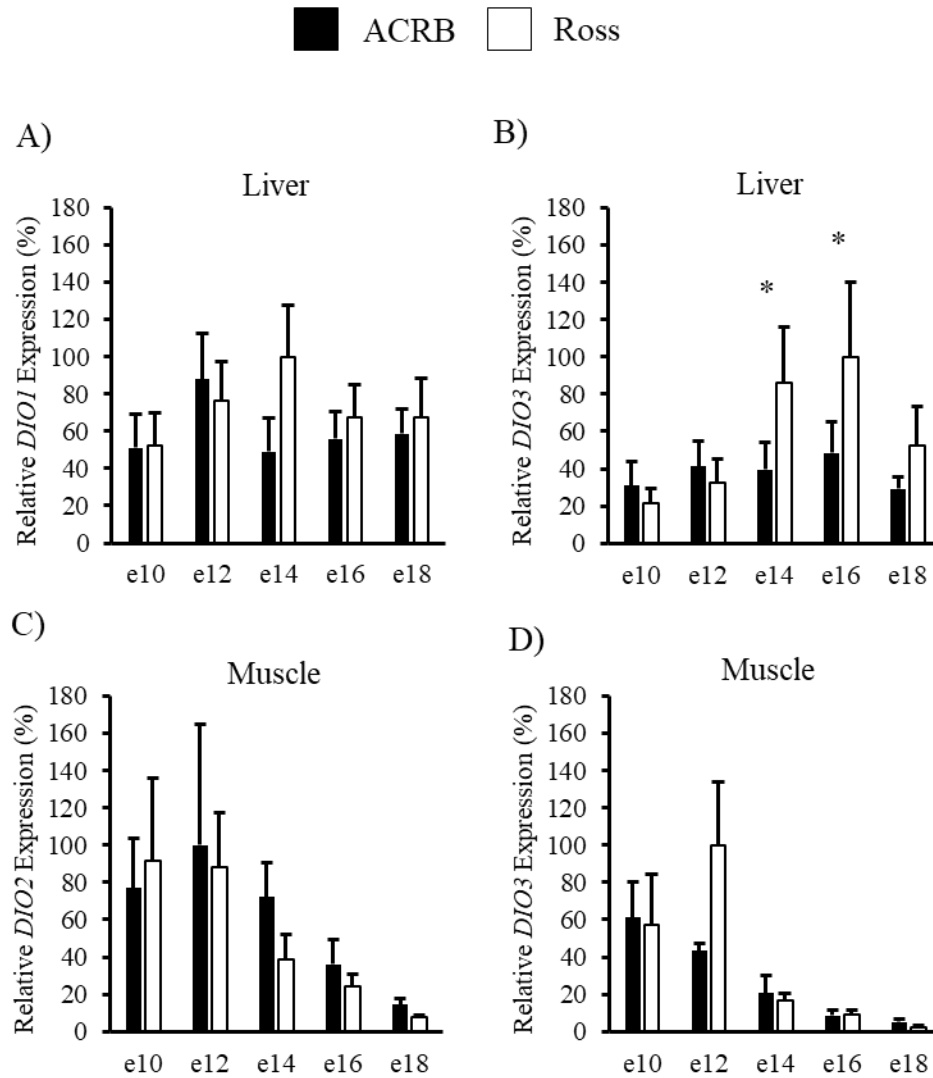 ACRB Ross
A)
Liver
Relative DIO1 Expression (%)
180
160
140
120
100
80
60
40
20
0
e10 e12 e14 e16 e18
B)
Liver
Relative DIO3 Expression (%)
180
160
140
120
100
80
60
40
20
0
* *
e10 e12 e14 e16 e18
C)
Muscle
Relative DIO2 Expression (%)
180
160
140
120
100
80
60
40
20
0
e10 e12 e14 e16 e18
D)
Muscle
Relative DIO3 Expression (%)
180
160
140
120
100
80
60
40
20
0
e10 e12 e14 e16 e18